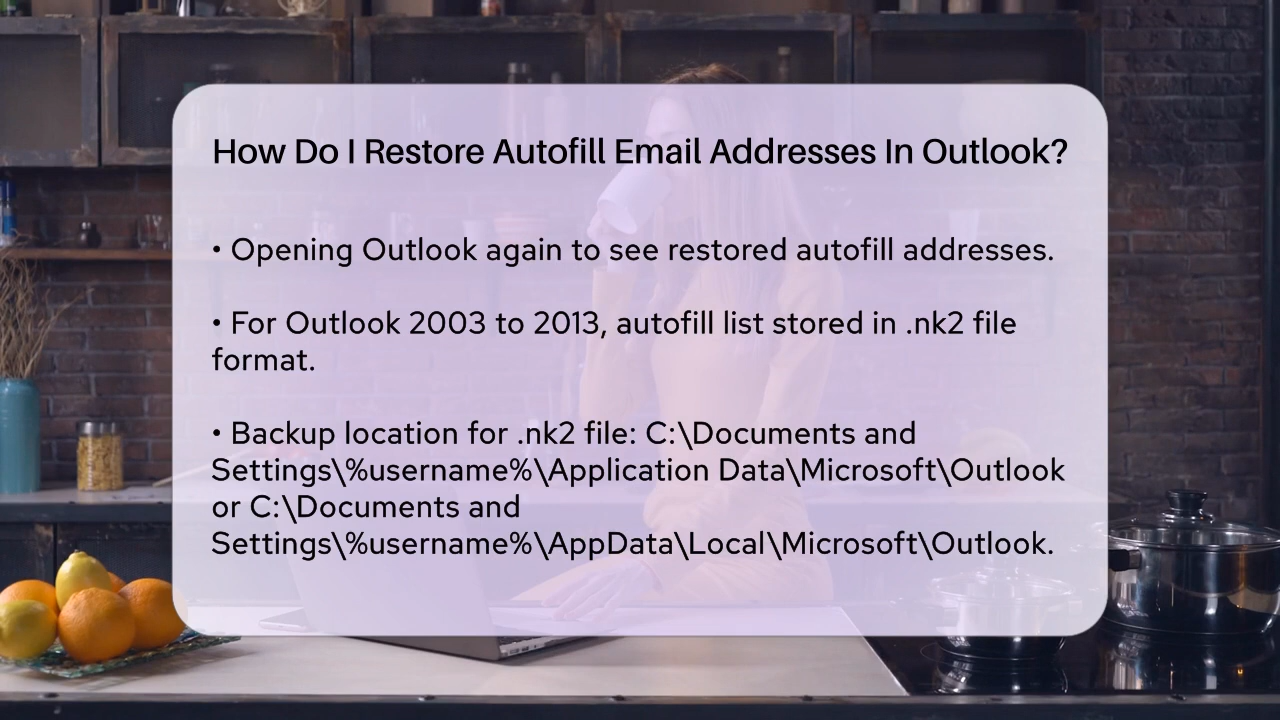 How Do I Restore Autofill Email Addresses In Outlook?
• Opening Outlook again to see restored autofill addresses.
• For Outlook 2003 to 2013, autofill list stored in .nk2 file
format.
• Backup location for .nk2 file: C:\Documents and
Settings\%username%\Application Data\Microsoft\Outlook
or C:\Documents and
Settings\%username%\AppData\Local\Microsoft\Outlook.